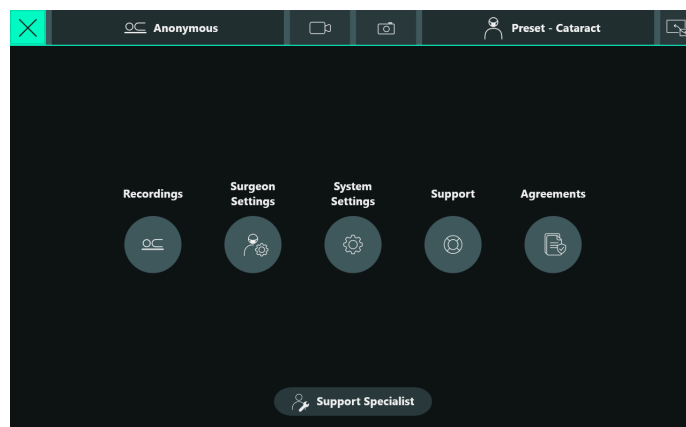 Anonymous
Preset - Cataract
Recordings
Surgeon
Settings
System
Settings
Support
Agreements
Support Specialist